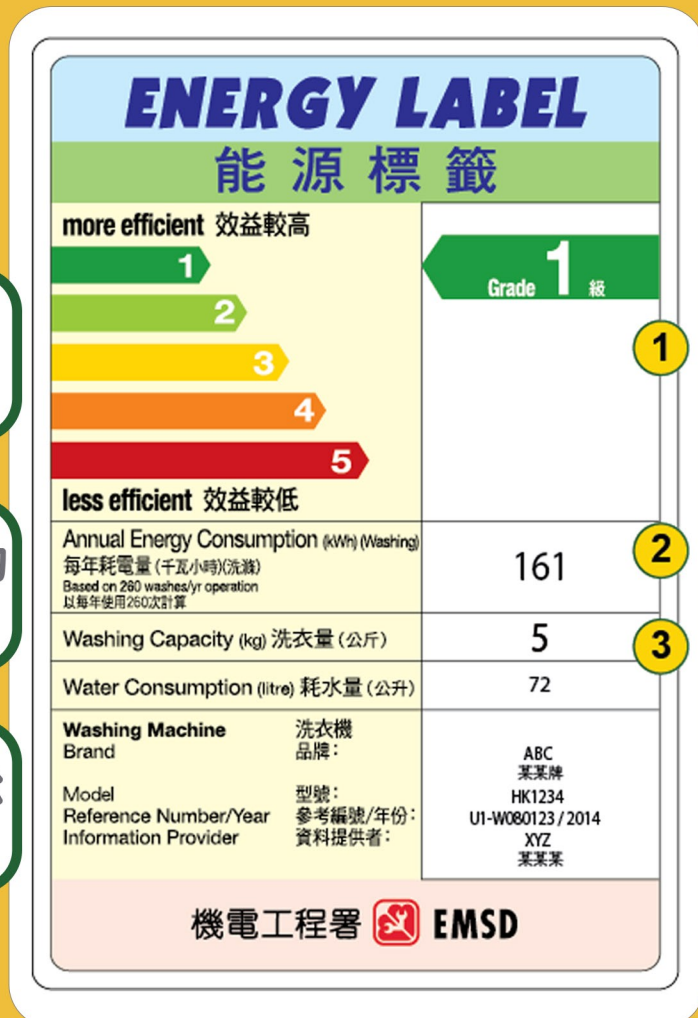 ENERGY LABEL
能源標籤
more efficient 效益較高
1
2
3
4
5
less efficient 效益較低
Grade 1 級
1
Annual Energy Consumption (kWh) (Washing)
每年耗電量 (千瓦小時)(洗滌)
Based on 260 washes/yr operation
以每年使用260次計算
161
2
Washing Capacity (kg) 洗衣量 (公斤)
5
3
Water Consumption (litre) 耗水量 (公升)
72
Washing Machine 洗衣機
Brand 品牌: ABC
某某牌
Model 型號: HK1234
Reference Number/Year 參考編號/年份: U1-W080123 / 2014
Information Provider 資料提供者: XYZ
某某某
機電工程署 EMSD